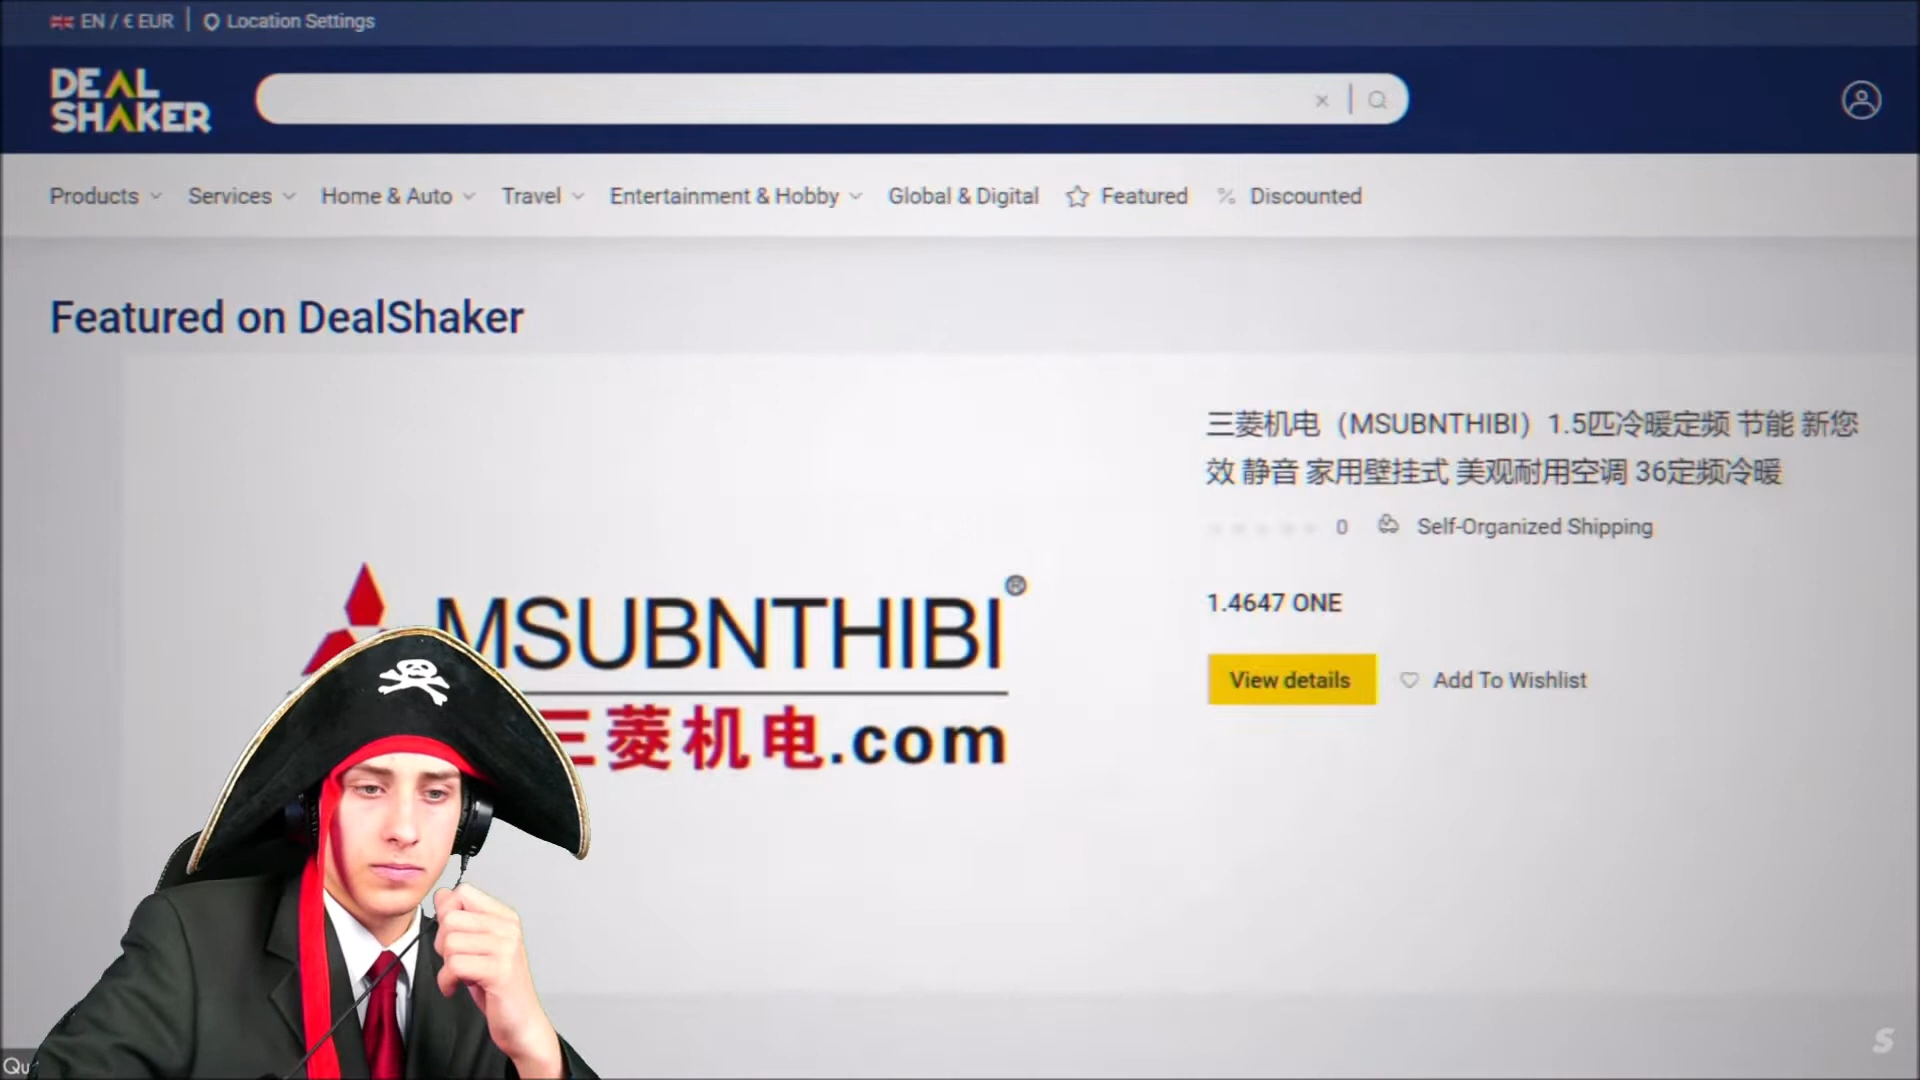 EN / € EUR
Location Settings
DEAL
SHAKER
Products
Services
Home & Auto
Travel
Entertainment & Hobby
Global & Digital
Featured
% Discounted
Featured on DealShaker
三菱机电（MSUBNTHIBI）1.5匹冷暖定频 节能 新您
效 静音 家用壁挂式 美观耐用空调 36定频冷暖
0
Self-Organized Shipping
1.4647 ONE
View details
Add To Wishlist
MSUBNTHIBI®
三菱机电.com
S